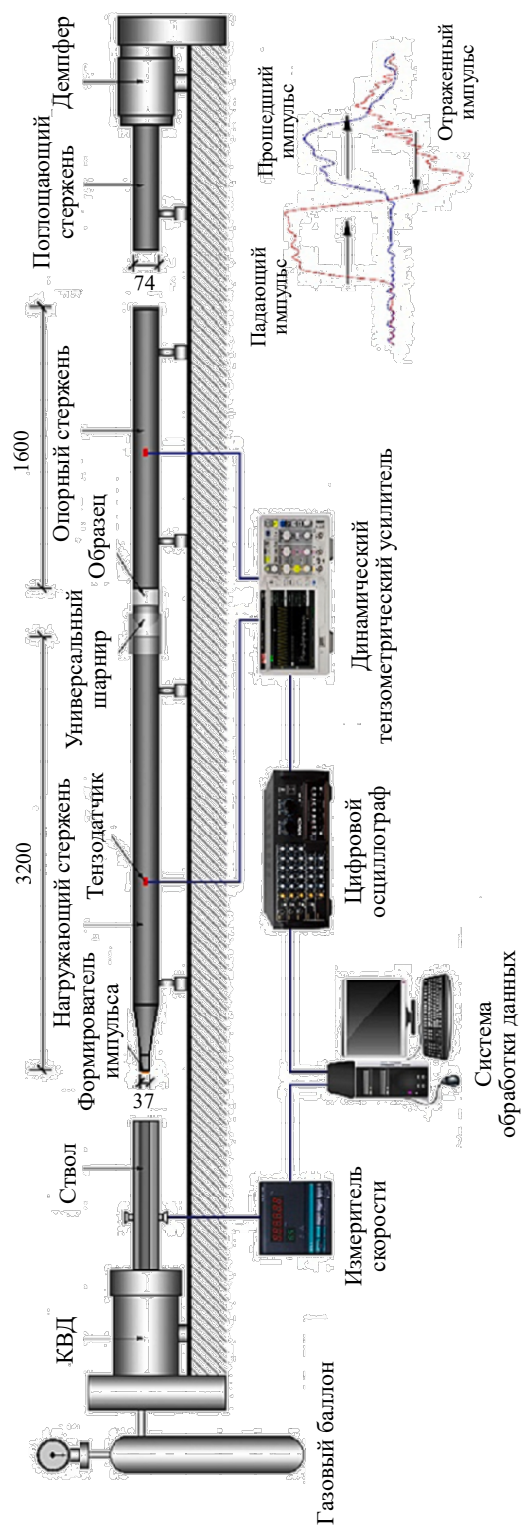 3200
1600
КВД
Ствол
Формирователь
импульса
Нагружающий стержень
Тензодатчик
Универсальный
шарнир
Образец
Опорный стержень
Поглощающий
стержень
Демпфер
37
74
Газовый баллон
Измеритель
скорости
Система
обработки данных
Цифровой
осциллограф
Динамический
тензометрический усилитель
Падающий
импульс
Прошедший
импульс
Отраженный
импульс